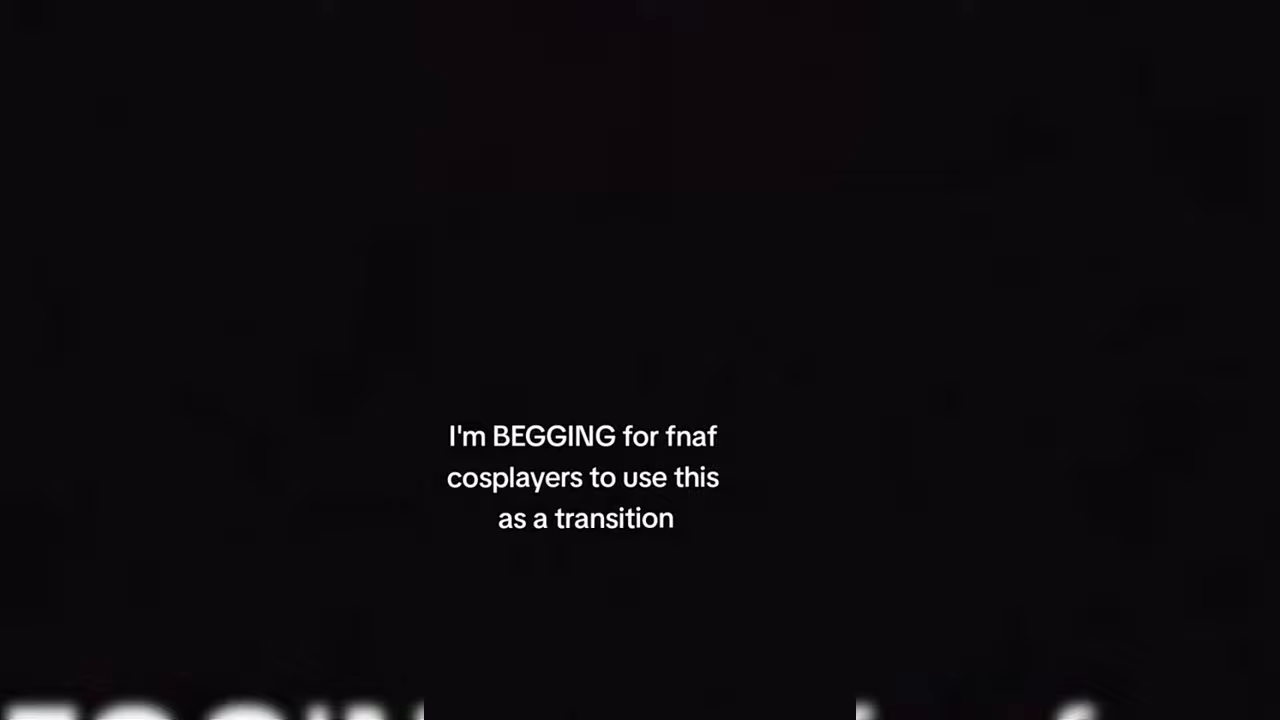 I'm BEGGING for fnaf
cosplayers to use this
as a transition